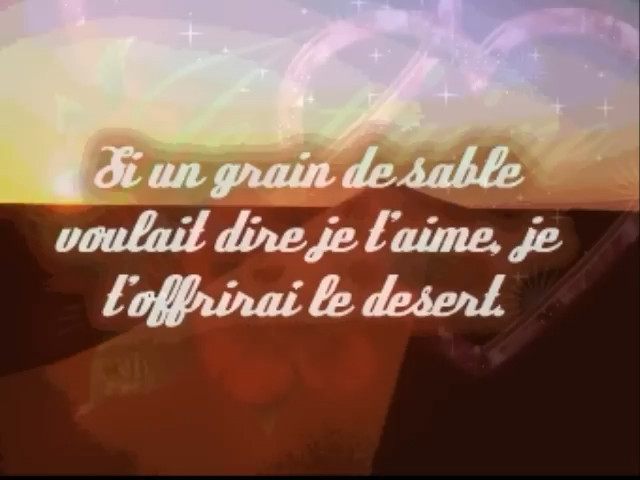 Si un grain de sable
voulait dire je t'aime, je
t'offrirai le desert.